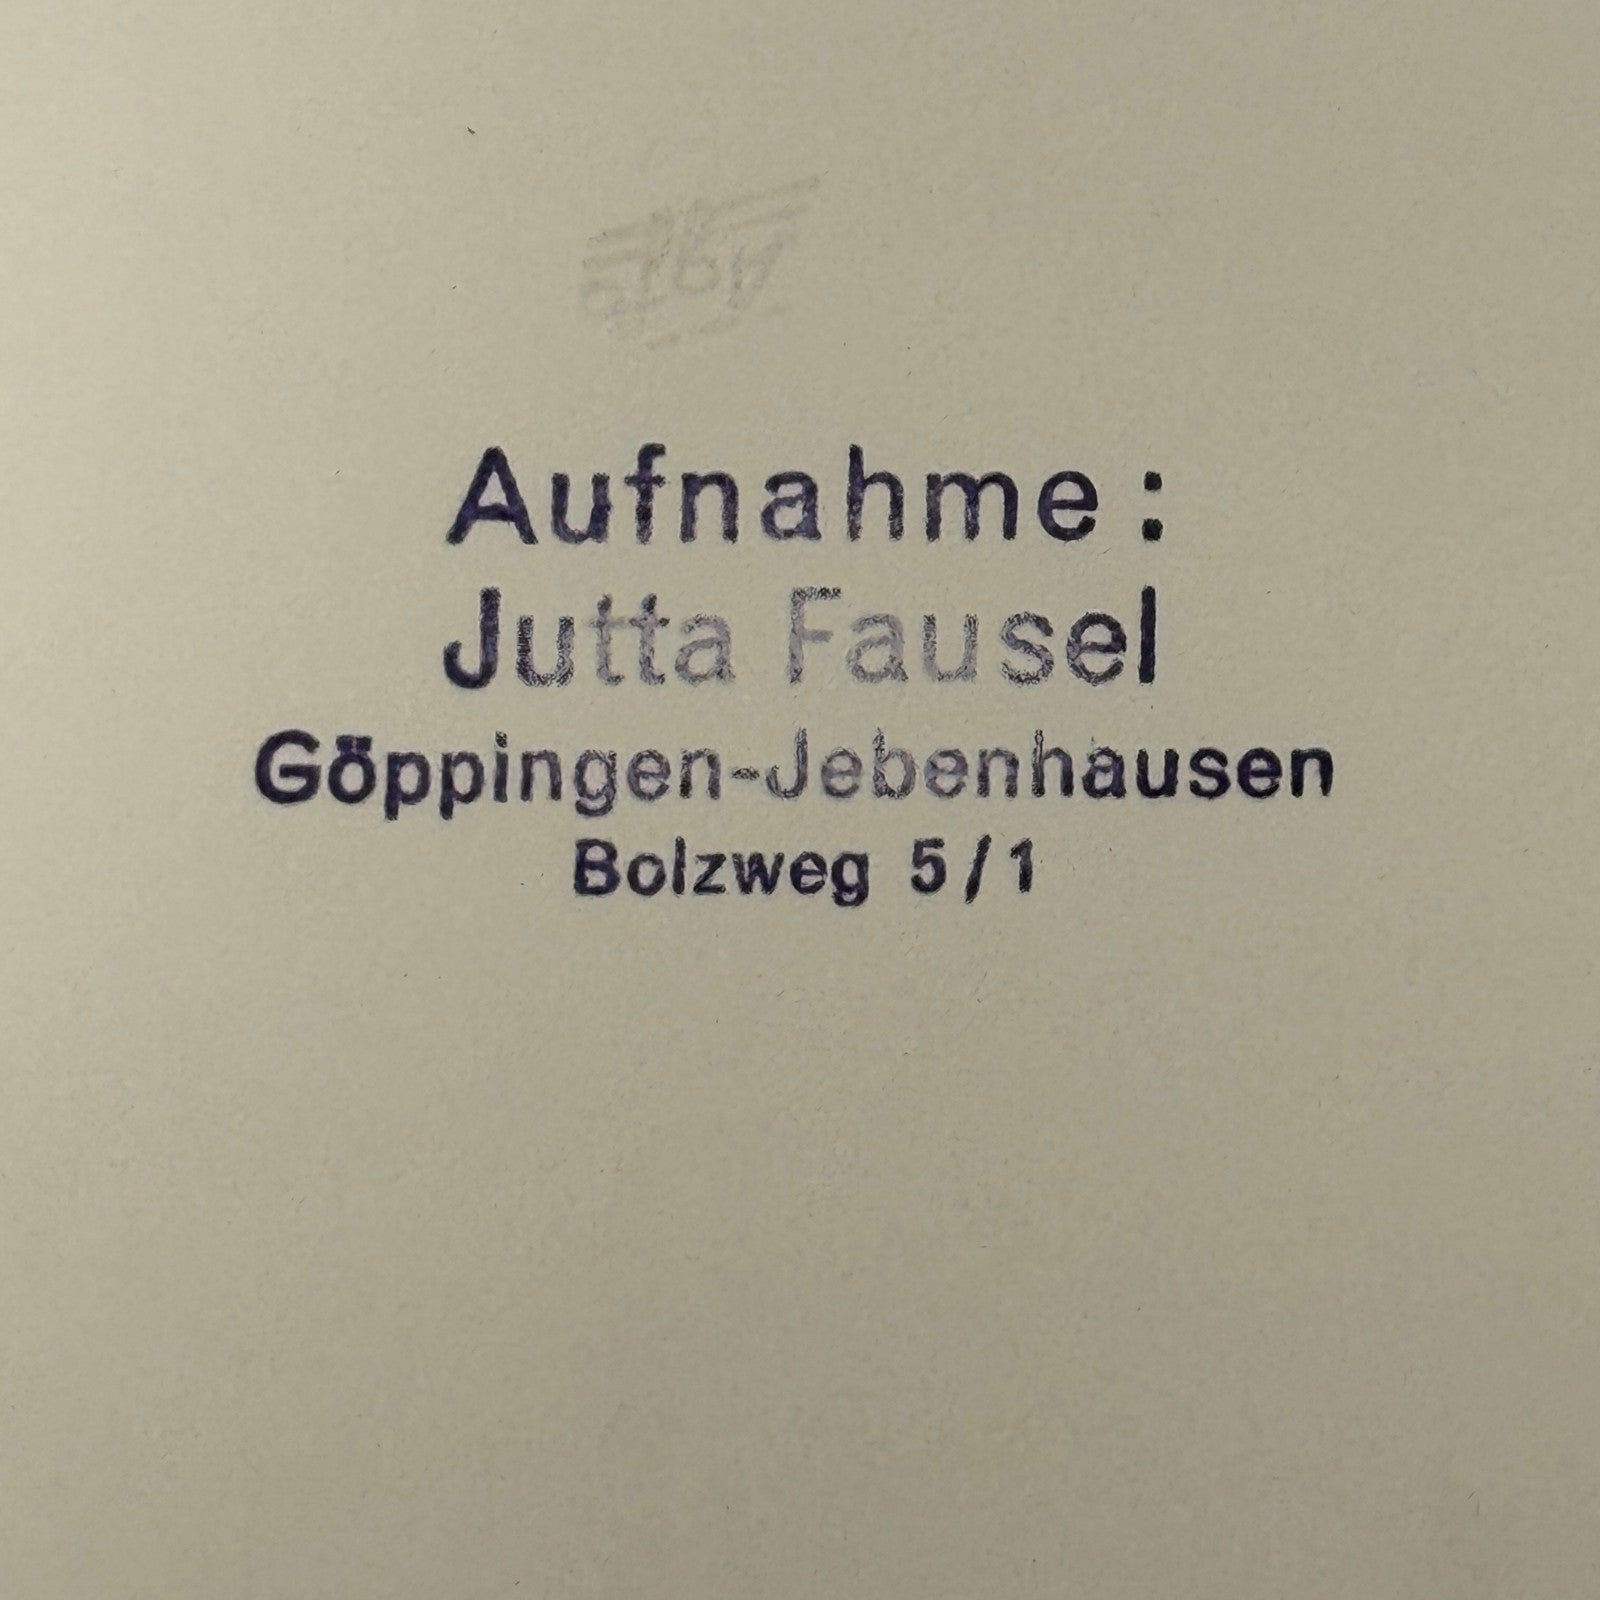 Aufnahme :
Jutta Fausel
Göppingen-Jebenhausen
Bolzweg 5/1